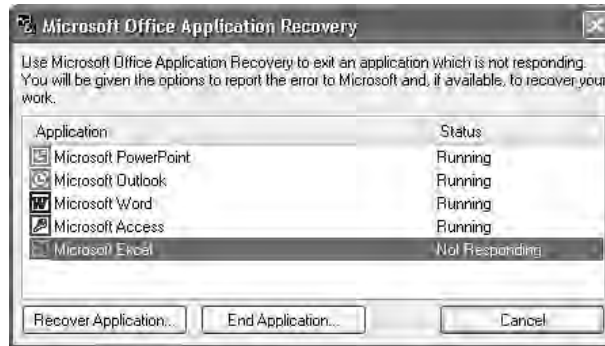 Microsoft Office Application Recovery
Use Microsoft Office Application Recovery to exit an application which is not responding.
You will be given the options to report the error to Microsoft and, if available, to recover your
work.
Application Status
Microsoft PowerPoint Running
Microsoft Outlook Running
Microsoft Word Running
Microsoft Access Running
Microsoft Excel Not Responding
Recover Application... End Application... Cancel